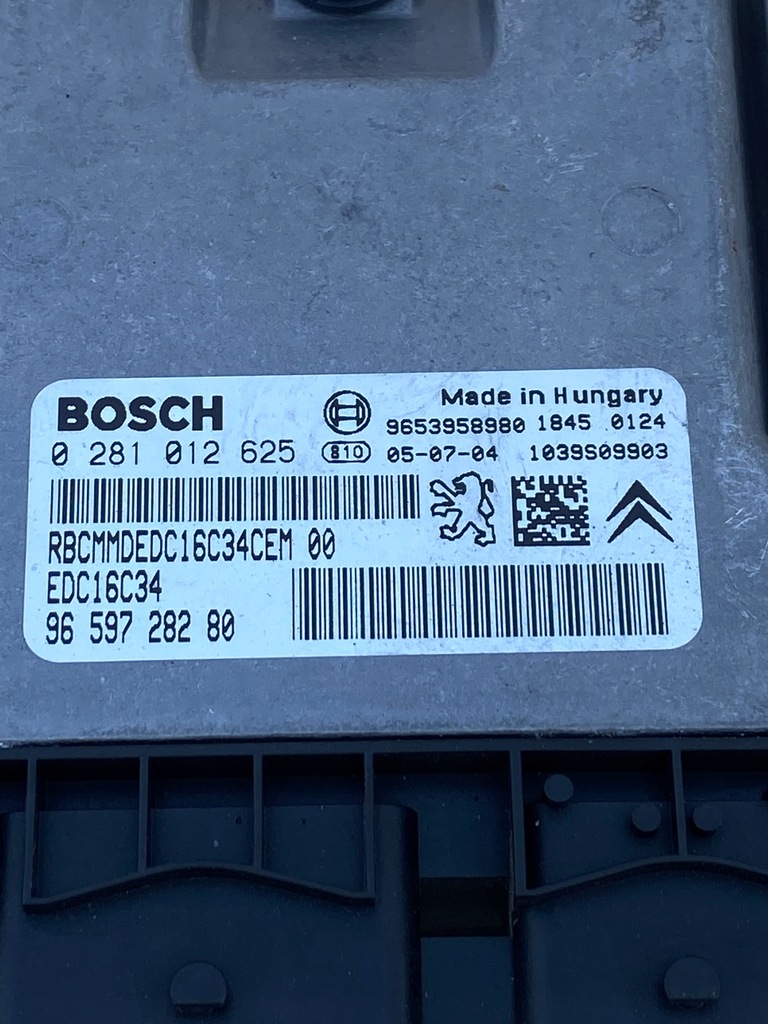 BOSCH
Made in Hungary
9653958980 1845 0124
0 281 012 625 810 05-07-04 1039S09903
RBCMMDEDC16C34CEM 00
EDC16C34
96 597 282 80